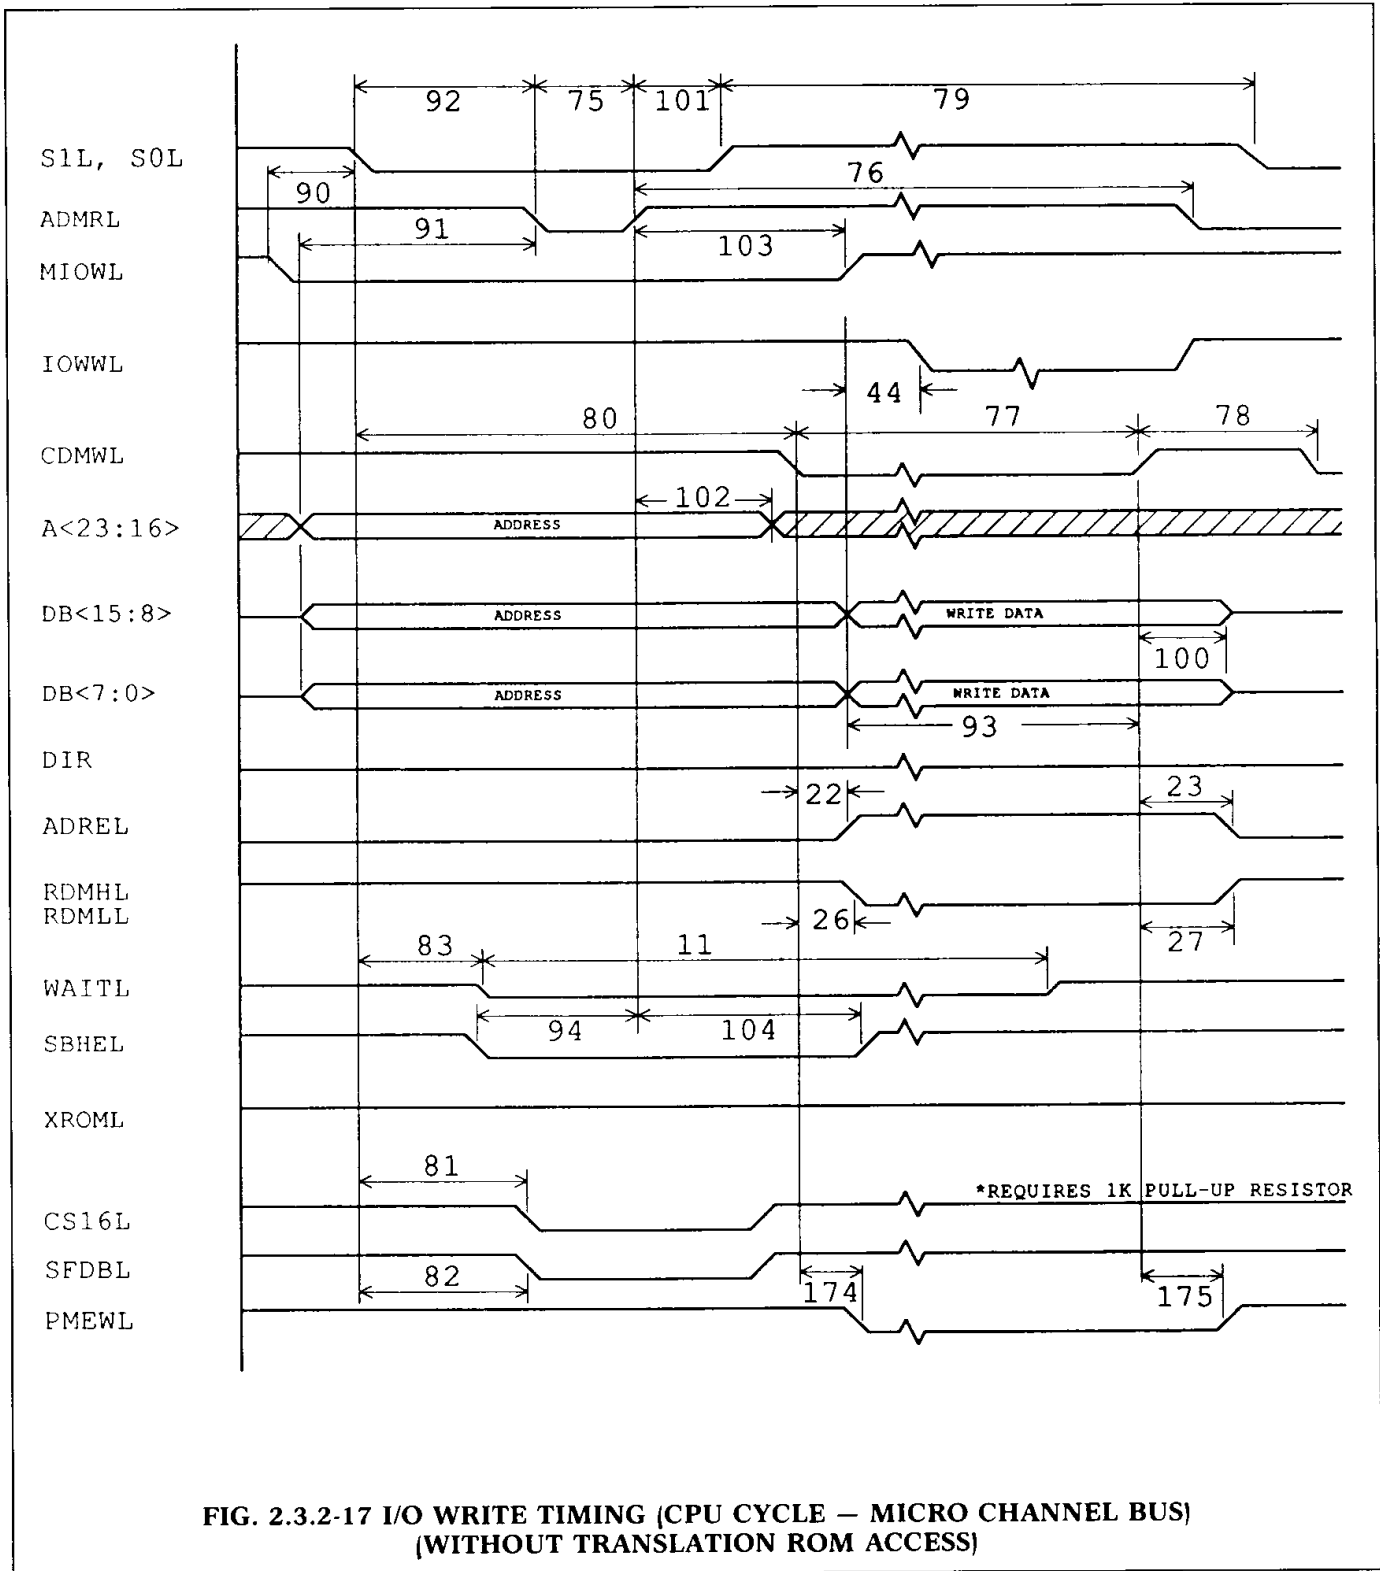 92 75 101 79
S1L, S0L
76
90
ADMRL
91
103
MIOWL
IOWWL
44
80 77 78
CDMWL
102
A<23:16> ADDRESS
DB<15:8> ADDRESS WRITE DATA
100
DB<7:0> ADDRESS WRITE DATA
93
DIR
22 23
ADREL
RDMHL
RDMLL
26 27
83 11
WAITL
94 104
SBHEL
XROML
81
*REQUIRES 1K PULL-UP RESISTOR
CS16L
SFDBL
82 174 175
PMEWL
FIG. 2.3.2-17 I/O WRITE TIMING (CPU CYCLE — MICRO CHANNEL BUS)
(WITHOUT TRANSLATION ROM ACCESS)